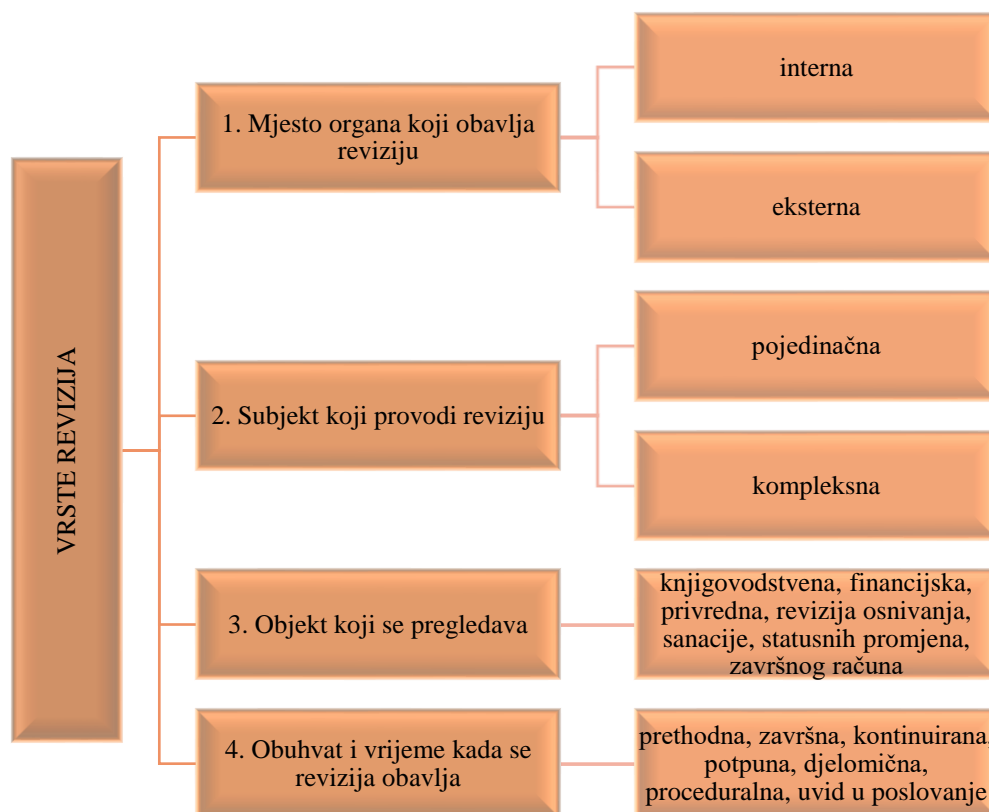 VRSTE REVIZIJA
1. Mjesto organa koji obavlja
reviziju
interna
eksterna
2. Subjekt koji provodi reviziju
pojedinačna
kompleksna
3. Objekt koji se pregledava
knjigovodstvena, financijska,
privredna, revizija osnivanja,
sanacije, statusnih promjena,
završnog računa
4. Obuhvat i vrijeme kada se
revizija obavlja
prethodna, završna, kontinuirana,
potpuna, djelomična,
proceduralna, uvid u poslovanje